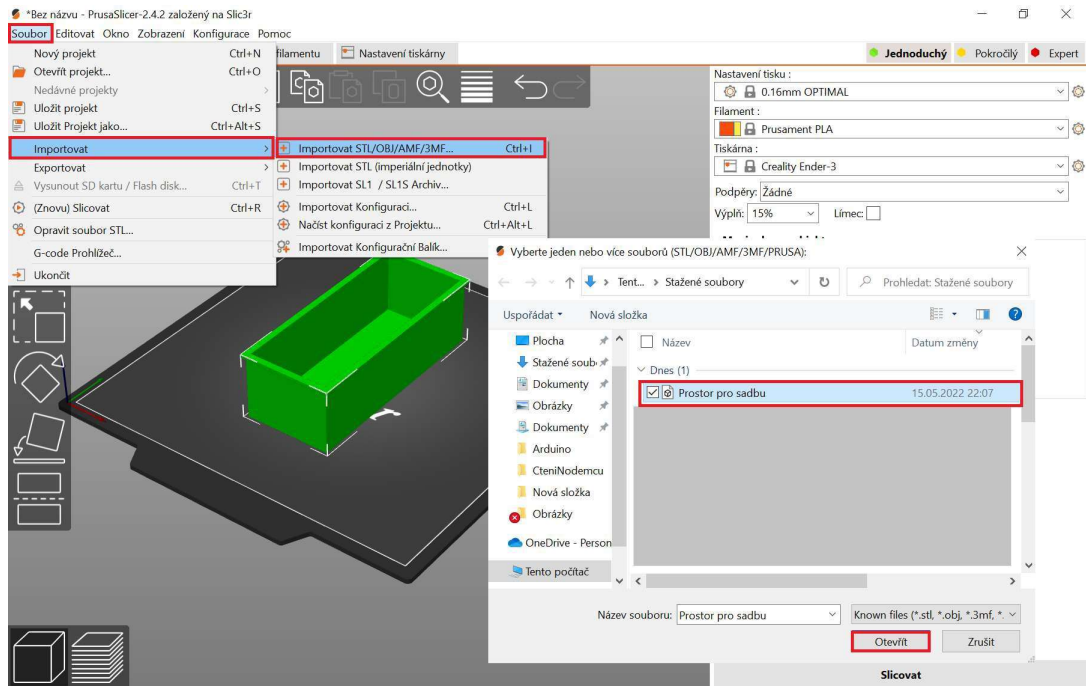 *Bez názvu - PrusaSlicer-2.4.2 založený na Slic3r
Soubor Editovat Okno Zobrazení Konfigurace Pomoc
filamentu Nastavení tiskárny Jednoduchý Pokročilý Expert
Nový projekt Ctrl+N
Otevřít projekt... Ctrl+O
Nedávné projekty
Uložit projekt Ctrl+S
Uložit Projekt jako... Ctrl+Alt+S
Importovat
Exportovat
Vysunout SD kartu / Flash disk... Ctrl+T
(Znovu) Slicovat Ctrl+R
Opravit soubor STL...
G-code Prohlížeč...
Ukončit
Importovat STL/OBJ/AMF/3MF... Ctrl+I
Importovat STL (imperiální jednotky)
Importovat SL1 / SL1S Archiv...
Importovat Konfiguraci... Ctrl+L
Načíst konfiguraci z Projektu... Ctrl+Alt+L
Importovat Konfigurační Balík...
Nastavení tisku :
0.16mm OPTIMAL
Filament :
Prusament PLA
Tiskárna :
Creality Ender-3
Podpěry: Žádné
Výplň: 15% Límec:
Vyberte jeden nebo více souborů (STL/OBJ/AMF/3MF/PRUSA):
Tent... Stažené soubory Prohledat: Stažené soubory
Uspořádat Nová složka
Plocha
Stažené soub
Dokumenty
Obrázky
Dokumenty
Arduino
CteniNodemcu
Nová složka
Obrázky
OneDrive - Person
Tento počítač
Název Datum změny
Dnes (1)
Prostor pro sadbu 15.05.2022 22:07
Název souboru: Prostor pro sadbu Known files (*.stl, *.obj, *.3mf, *.
Otevřít Zrušit
Slicovat